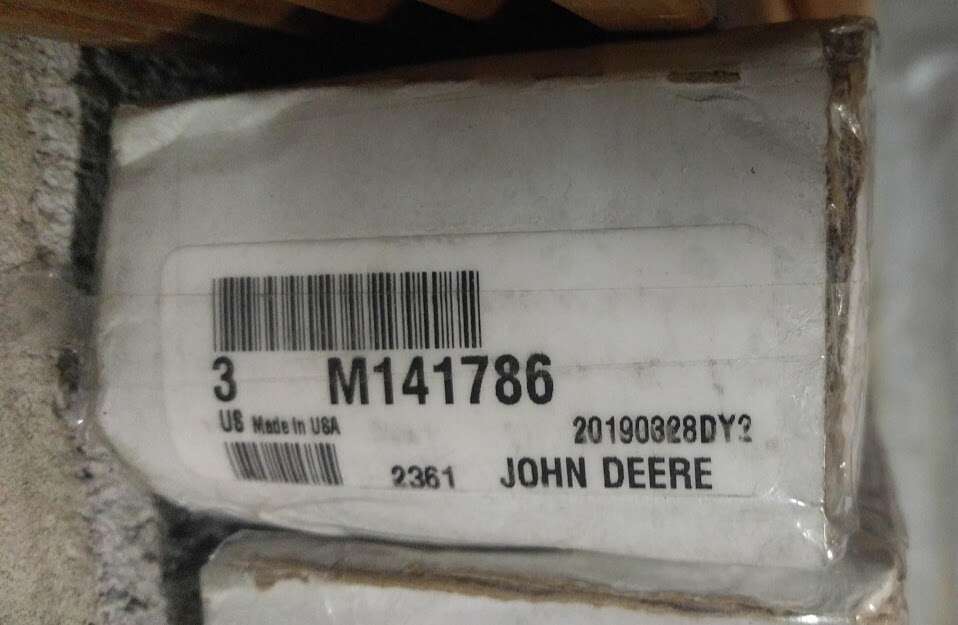 3 M141786
US Made in USA
20190328DY2
2361 JOHN DEERE